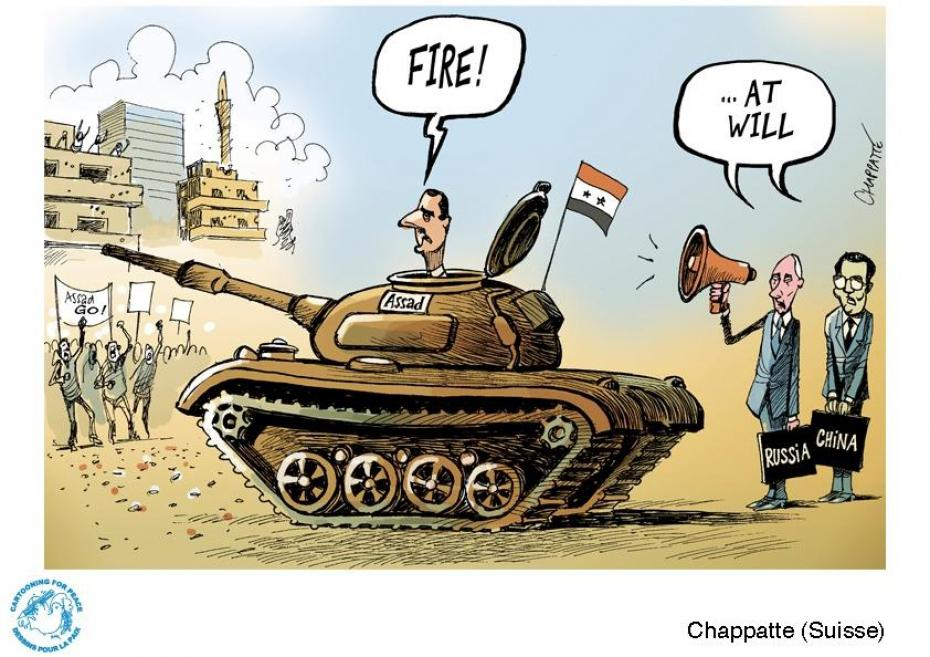 FIRE!
... AT
WILL
CHAPPATTE
Assad
GO!
Assad
RUSSIA
CHINA
CARTOONING FOR PEACE
DESSINS POUR LA PAIX
Chappatte (Suisse)